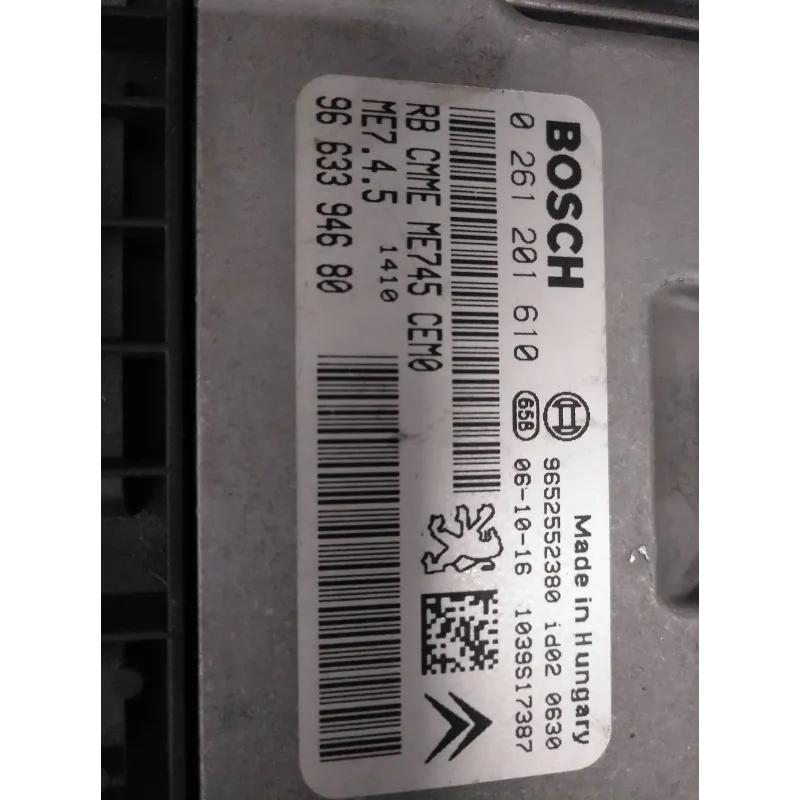 BOSCH
Made in Hungary
0 261 201 610
9652552380 id02 0630
658
06-10-16 1039S17387
RB CMME ME745 CEM0
ME7.4.5 1410
96 633 946 80